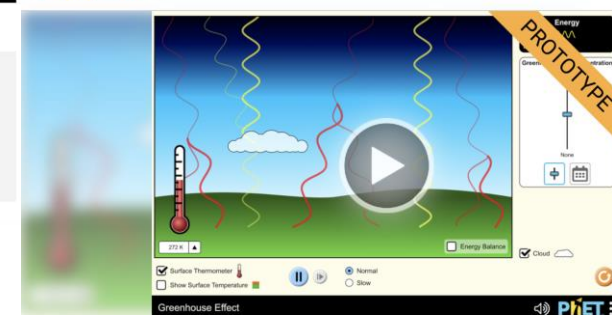 Energy
PROTOTYPE
None
272 K
Energy Balance
Surface Thermometer
Show Surface Temperature
Normal
Slow
Cloud
Greenhouse Effect
PhET